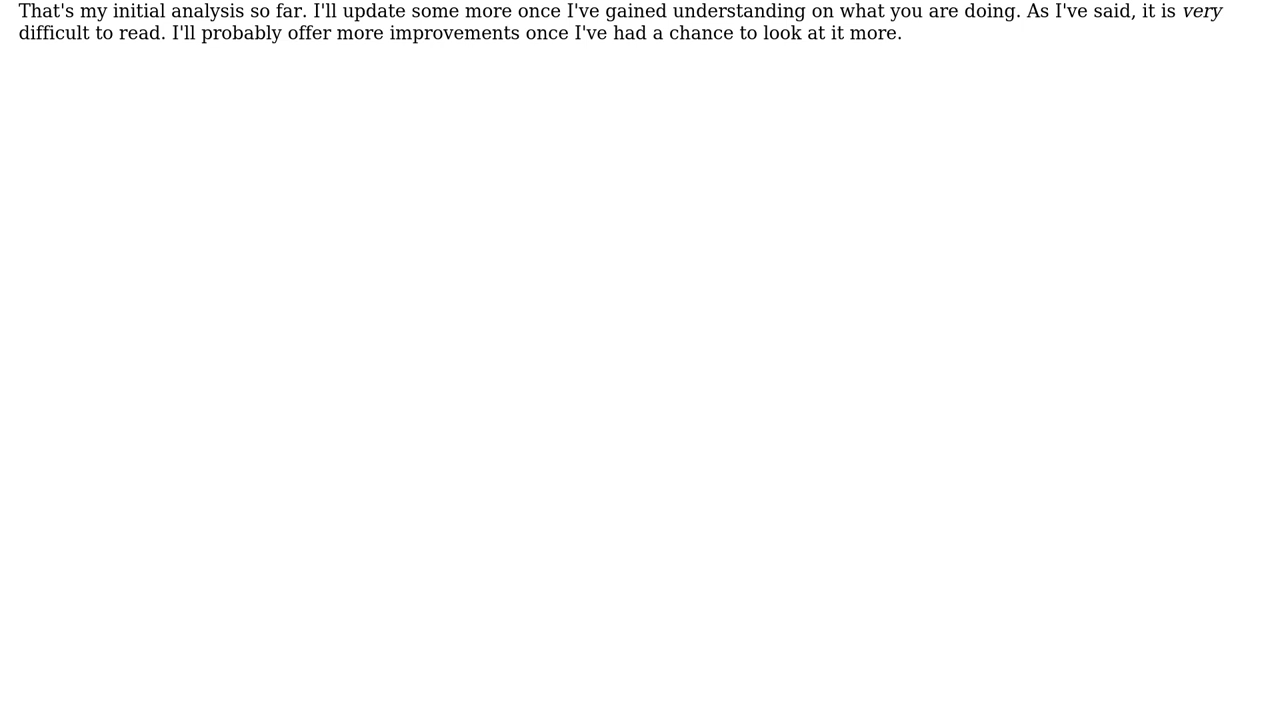 That's my initial analysis so far. I'll update some more once I've gained understanding on what you are doing. As I've said, it is very
difficult to read. I'll probably offer more improvements once I've had a chance to look at it more.